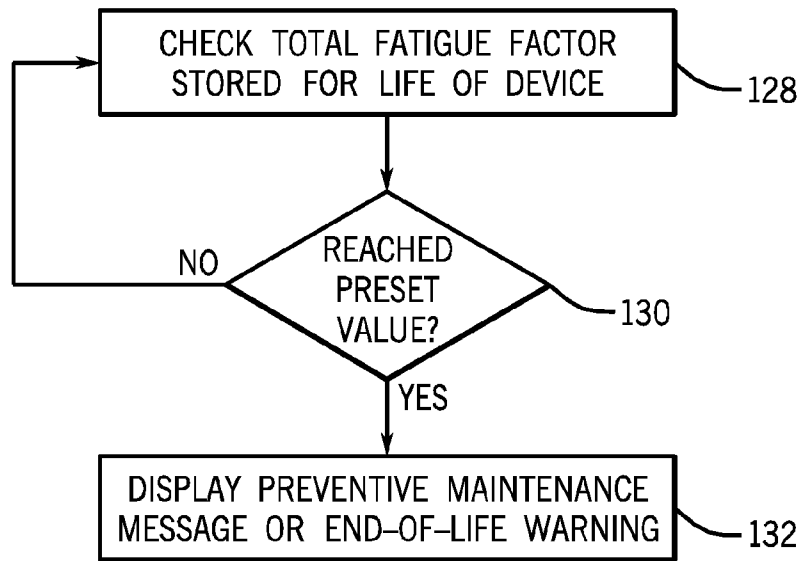 CHECK TOTAL FATIGUE FACTOR
STORED FOR LIFE OF DEVICE
128
NO
REACHED
PRESET
VALUE?
130
YES
DISPLAY PREVENTIVE MAINTENANCE
MESSAGE OR END–OF–LIFE WARNING
132